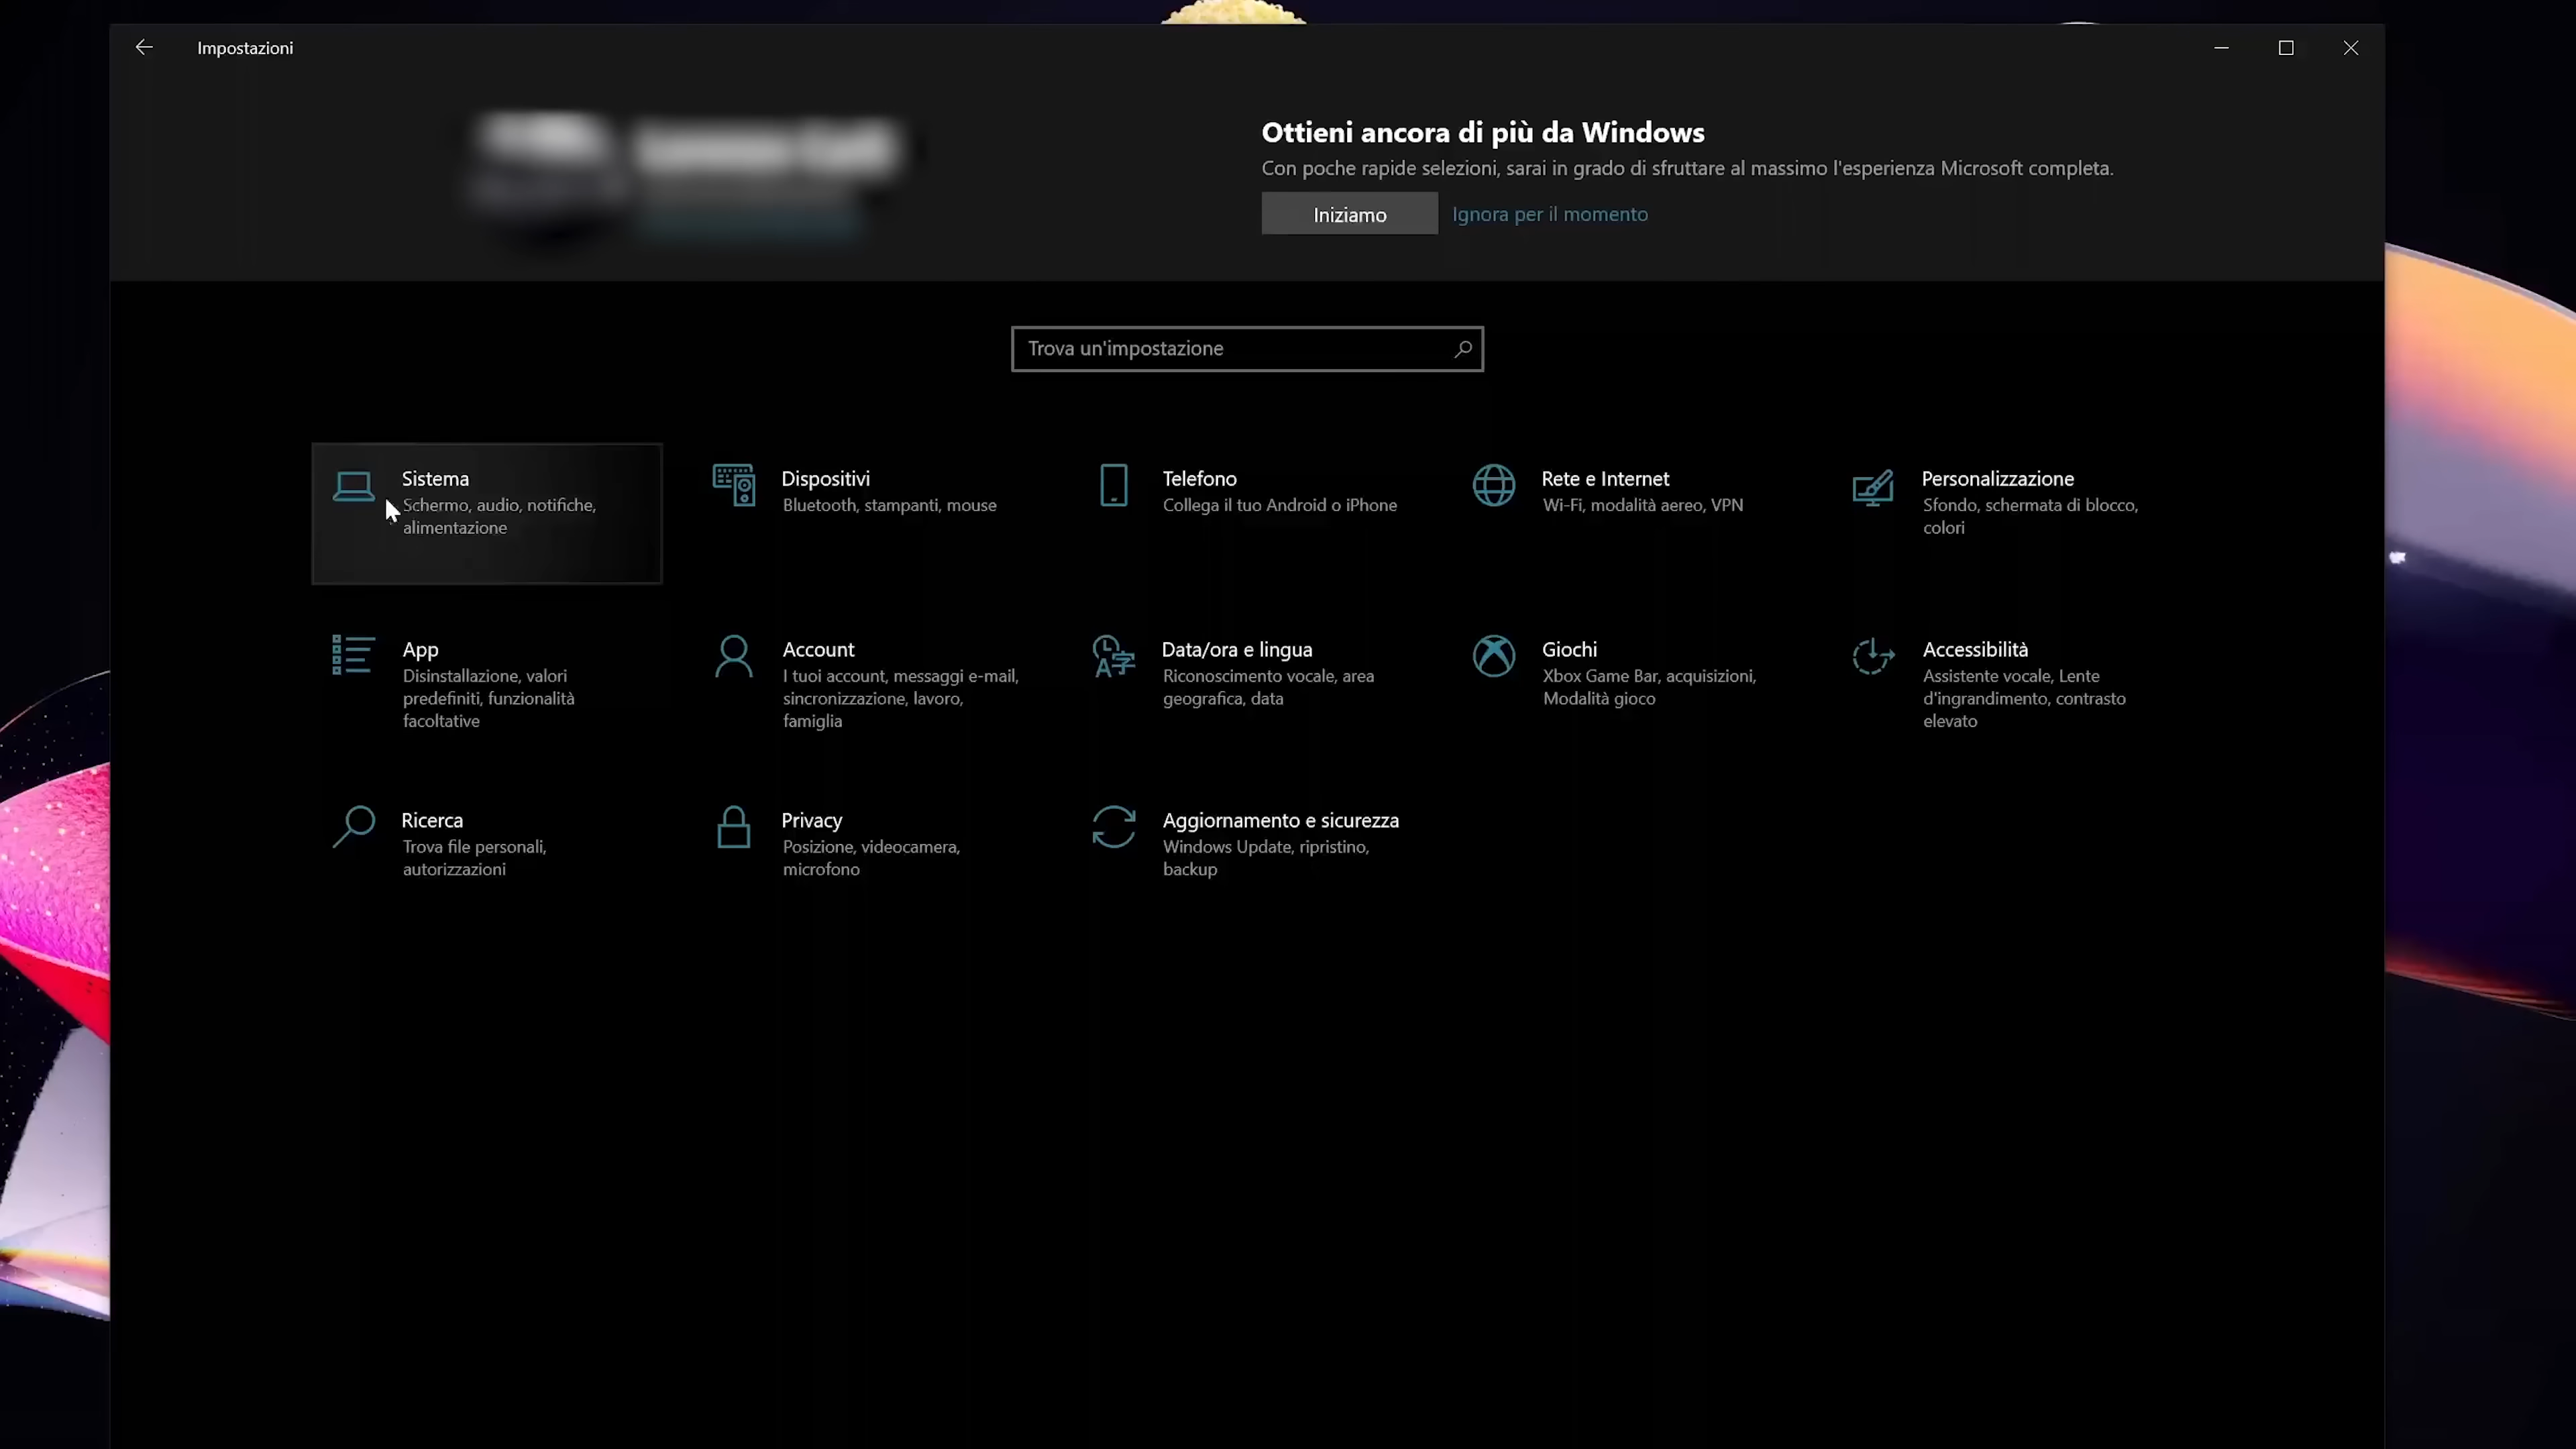 Impostazioni
Ottieni ancora di più da Windows
Con poche rapide selezioni, sarai in grado di sfruttare al massimo l'esperienza Microsoft completa.
Iniziamo
Ignora per il momento
Trova un'impostazione
Sistema
Schermo, audio, notifiche,
alimentazione
Dispositivi
Bluetooth, stampanti, mouse
Telefono
Collega il tuo Android o iPhone
Rete e Internet
Wi-Fi, modalità aereo, VPN
Personalizzazione
Sfondo, schermata di blocco,
colori
App
Disinstallazione, valori
predefiniti, funzionalità
facoltative
Account
I tuoi account, messaggi e-mail,
sincronizzazione, lavoro,
famiglia
Data/ora e lingua
Riconoscimento vocale, area
geografica, data
Giochi
Xbox Game Bar, acquisizioni,
Modalità gioco
Accessibilità
Assistente vocale, Lente
d'ingrandimento, contrasto
elevato
Ricerca
Trova file personali,
autorizzazioni
Privacy
Posizione, videocamera,
microfono
Aggiornamento e sicurezza
Windows Update, ripristino,
backup